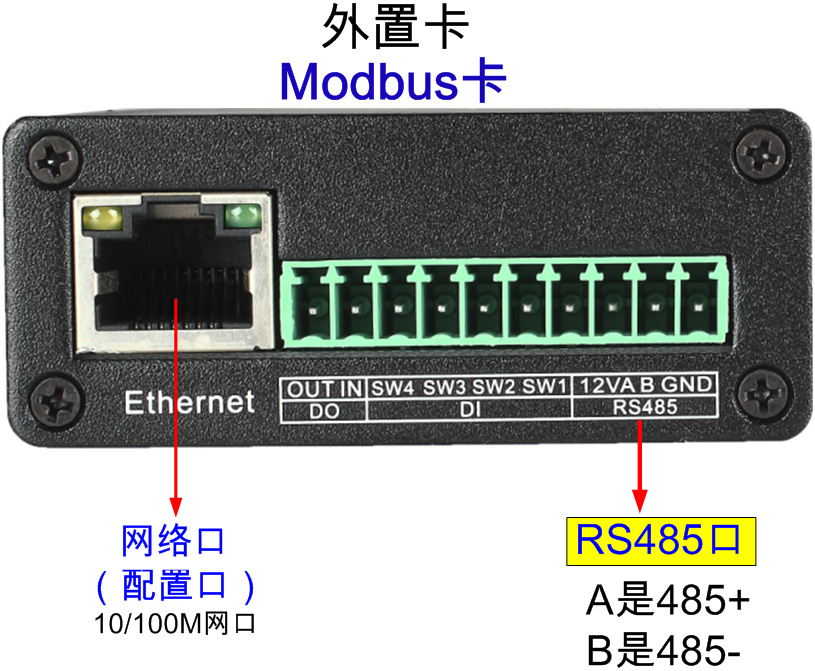 外置卡
Modbus卡
Ethernet
OUT IN SW4 SW3 SW2 SW1 12VA B GND
DO DI RS485
网络口
（配置口）
10/100M网口
RS485口
A是485+
B是485-